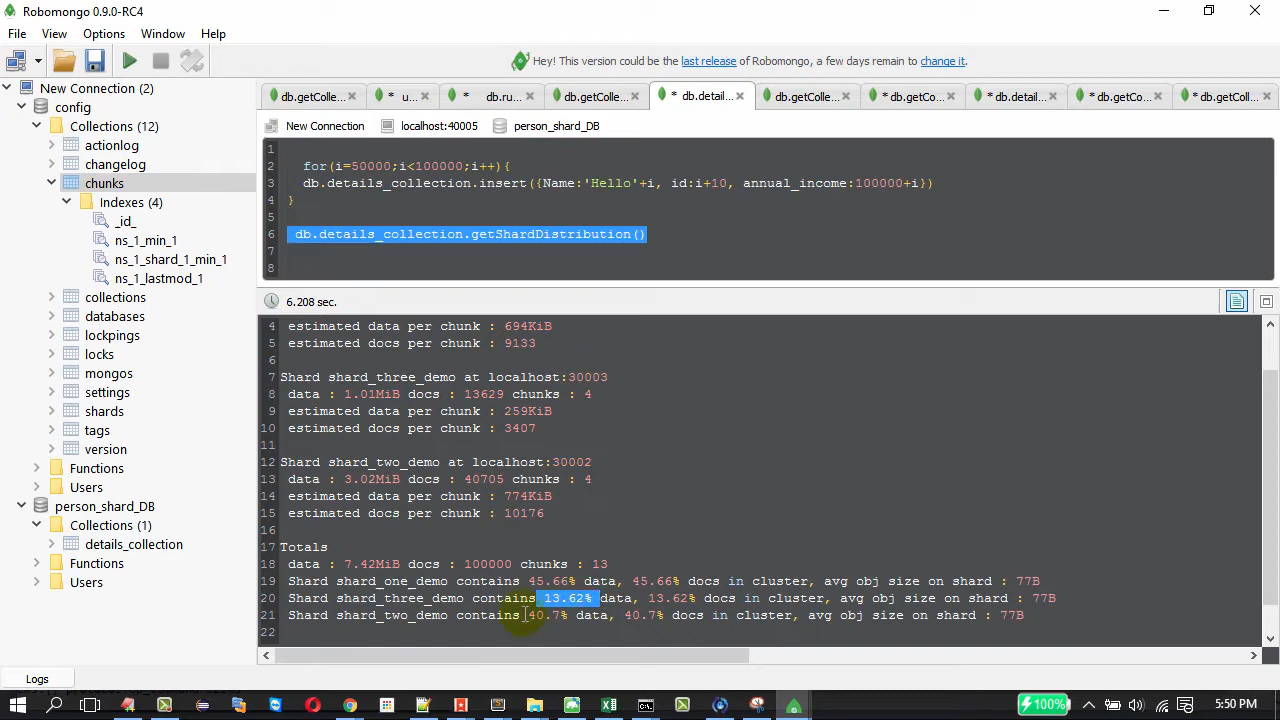 Robomongo 0.9.0-RC4
File View Options Window Help
Hey! This version could be the last release of Robomongo, a few days remain to change it.
New Connection (2)
config
Collections (12)
actionlog
changelog
chunks
Indexes (4)
_id_
ns_1_min_1
ns_1_shard_1_min_1
ns_1_lastmod_1
collections
databases
lockpings
locks
mongos
settings
shards
tags
version
Functions
Users
person_shard_DB
Collections (1)
details_collection
Functions
Users
Logs
db.getColle... * u... * db.ru... db.getColle... * db.detail... db.getColle... * db.getCo... * db.detail... * db.getCo... * db.getColl...
New Connection localhost:40005 person_shard_DB
1
2 for(i=50000;i<100000;i++){
3 db.details_collection.insert({Name:'Hello'+i, id:i+10, annual_income:100000+i})
4 }
5
6 db.details_collection.getShardDistribution()
7
8
6.208 sec.
4 estimated data per chunk : 694KiB
5 estimated docs per chunk : 9133
6
7 Shard shard_three_demo at localhost:30003
8 data : 1.01MiB docs : 13629 chunks : 4
9 estimated data per chunk : 259KiB
10 estimated docs per chunk : 3407
11
12 Shard shard_two_demo at localhost:30002
13 data : 3.02MiB docs : 40705 chunks : 4
14 estimated data per chunk : 774KiB
15 estimated docs per chunk : 10176
16
17 Totals
18 data : 7.42MiB docs : 100000 chunks : 13
19 Shard shard_one_demo contains 45.66% data, 45.66% docs in cluster, avg obj size on shard : 77B
20 Shard shard_three_demo contains 13.62% data, 13.62% docs in cluster, avg obj size on shard : 77B
21 Shard shard_two_demo contains 40.7% data, 40.7% docs in cluster, avg obj size on shard : 77B
22
100% 5:50 PM